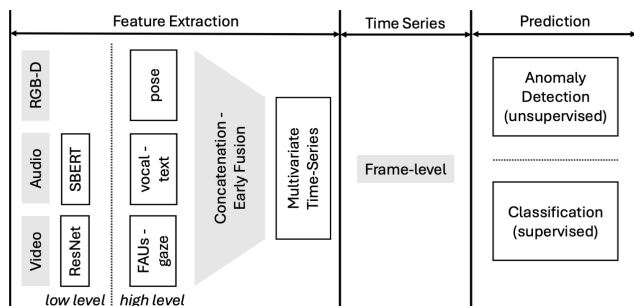 Feature Extraction
Time Series
Prediction
RGB-D
pose
Audio
SBERT
vocal -
text
Video
ResNet
FAUs -
gaze
low level
high level
Concatenation -
Early Fusion
Multivariate
Time-Series
Frame-level
Anomaly
Detection
(unsupervised)
Classification
(supervised)